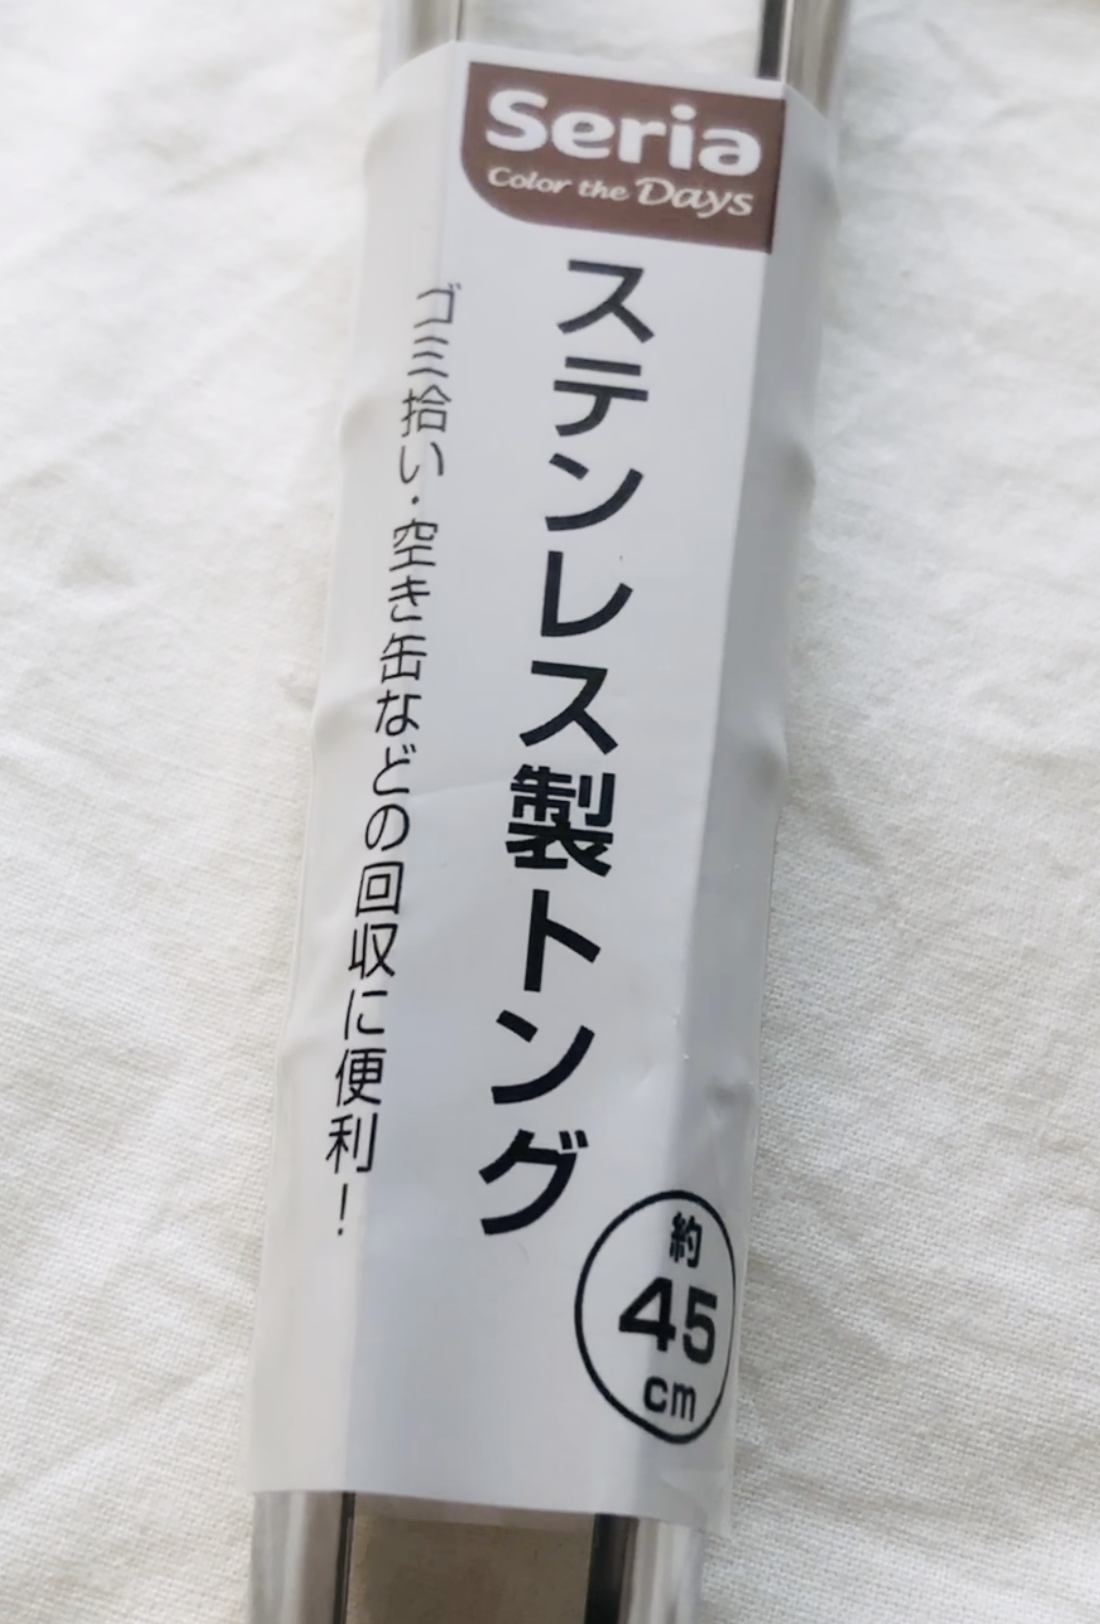 Seria
Color the Days
ステンレス製トング
ゴミ拾い・空き缶などの回収に便利！
約
45
cm